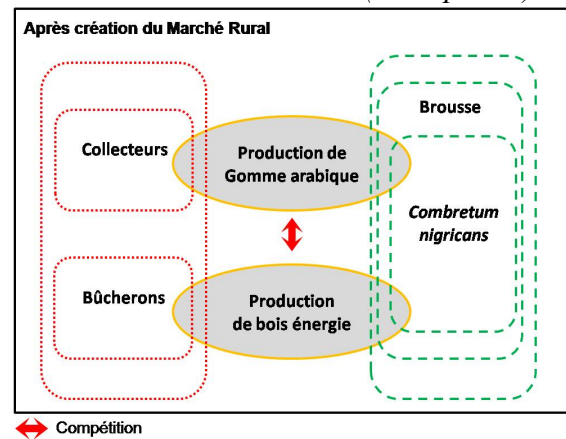 Après création du Marché Rural
Collecteurs
Production de
Gomme arabique
Brousse
Combretum
nigricans
Bûcherons
Production
de bois énergie
Compétition